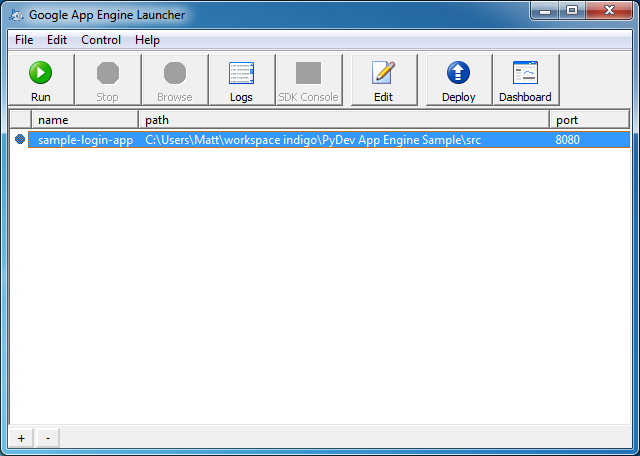 Google App Engine Launcher
File Edit Control Help
Run Stop Browse Logs SDK Console Edit Deploy Dashboard
name path port
sample-login-app C:\Users\Matt\workspace indigo\PyDev App Engine Sample\src 8080
+ -